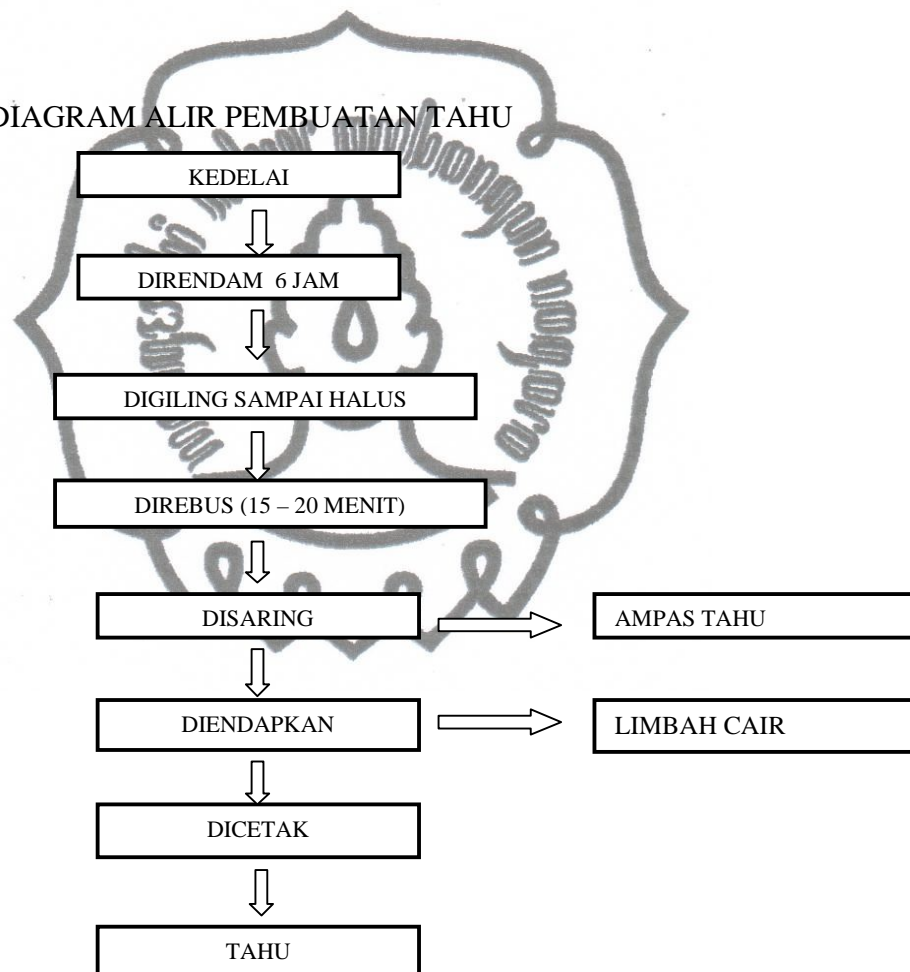 DIAGRAM ALIR PEMBUATAN TAHU
KEDELAI
DIRENDAM 6 JAM
DIGILING SAMPAI HALUS
DIREBUS (15 – 20 MENIT)
DISARING
AMPAS TAHU
DIENDAPKAN
LIMBAH CAIR
DICETAK
TAHU